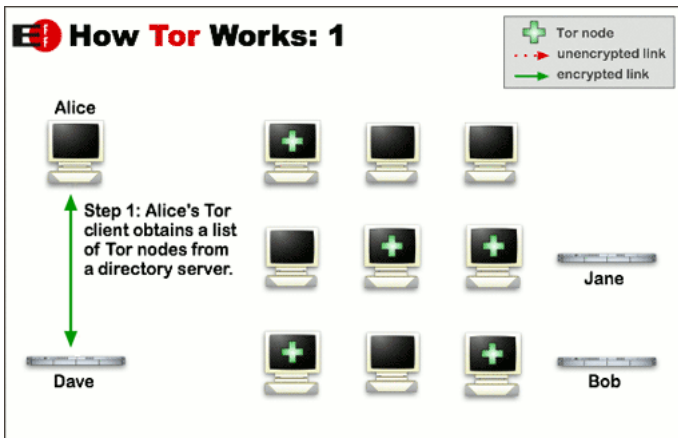 EFF How Tor Works: 1
Tor node
unencrypted link
encrypted link
Alice
Step 1: Alice's Tor
client obtains a list
of Tor nodes from
a directory server.
Jane
Dave
Bob